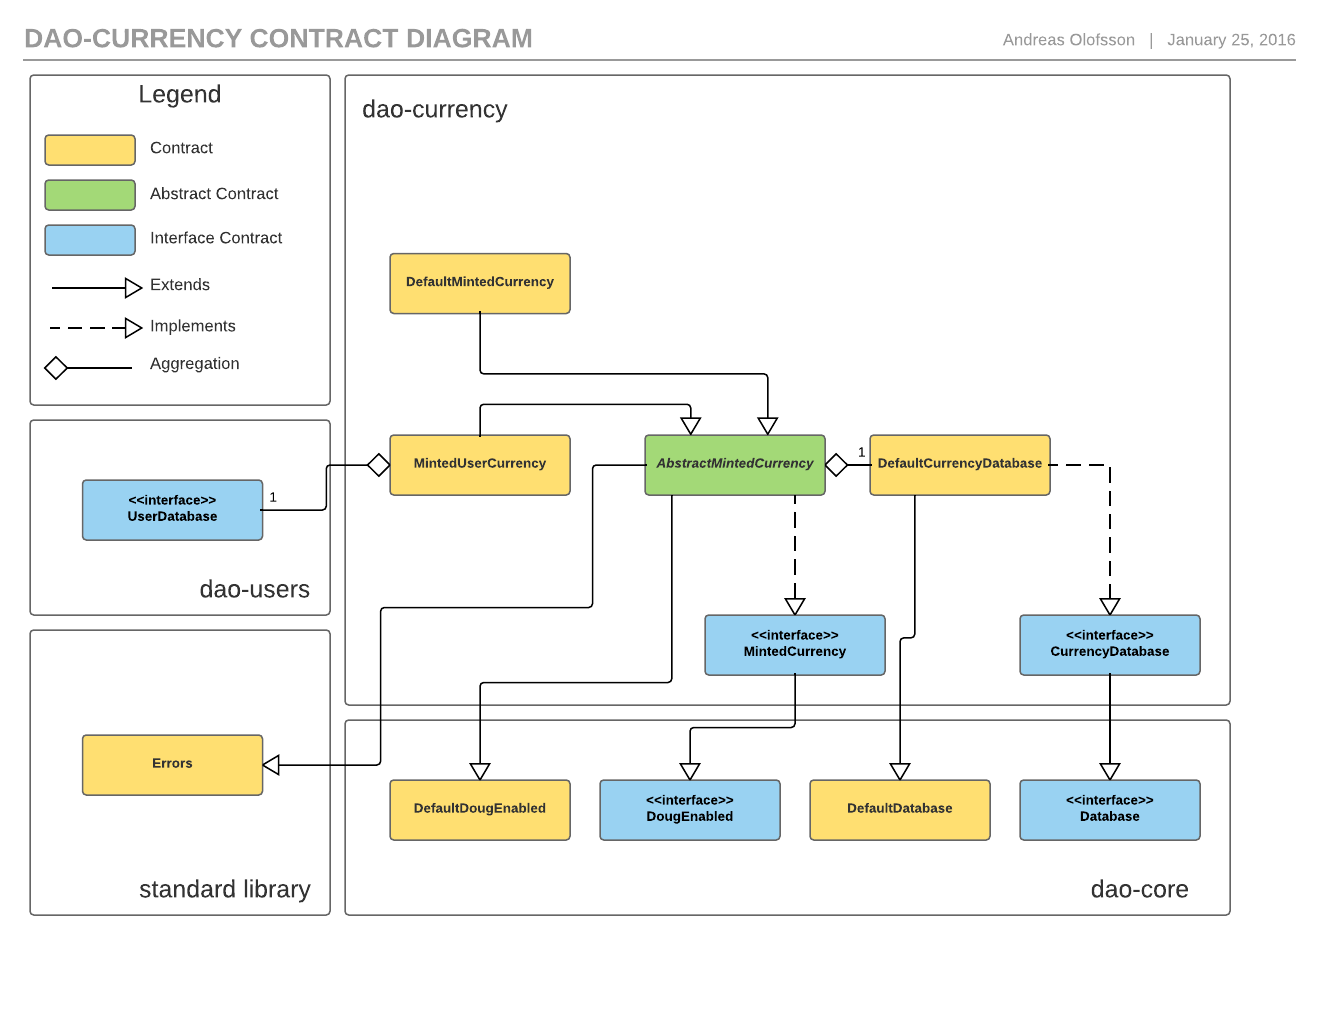 DAO-CURRENCY CONTRACT DIAGRAM
Andreas Olofsson | January 25, 2016
Legend
Contract
Abstract Contract
Interface Contract
Extends
Implements
Aggregation
dao-currency
DefaultMintedCurrency
MintedUserCurrency
AbstractMintedCurrency
1
DefaultCurrencyDatabase
<<interface>>
UserDatabase
1
dao-users
<<interface>>
MintedCurrency
<<interface>>
CurrencyDatabase
Errors
standard library
DefaultDougEnabled
<<interface>>
DougEnabled
DefaultDatabase
<<interface>>
Database
dao-core